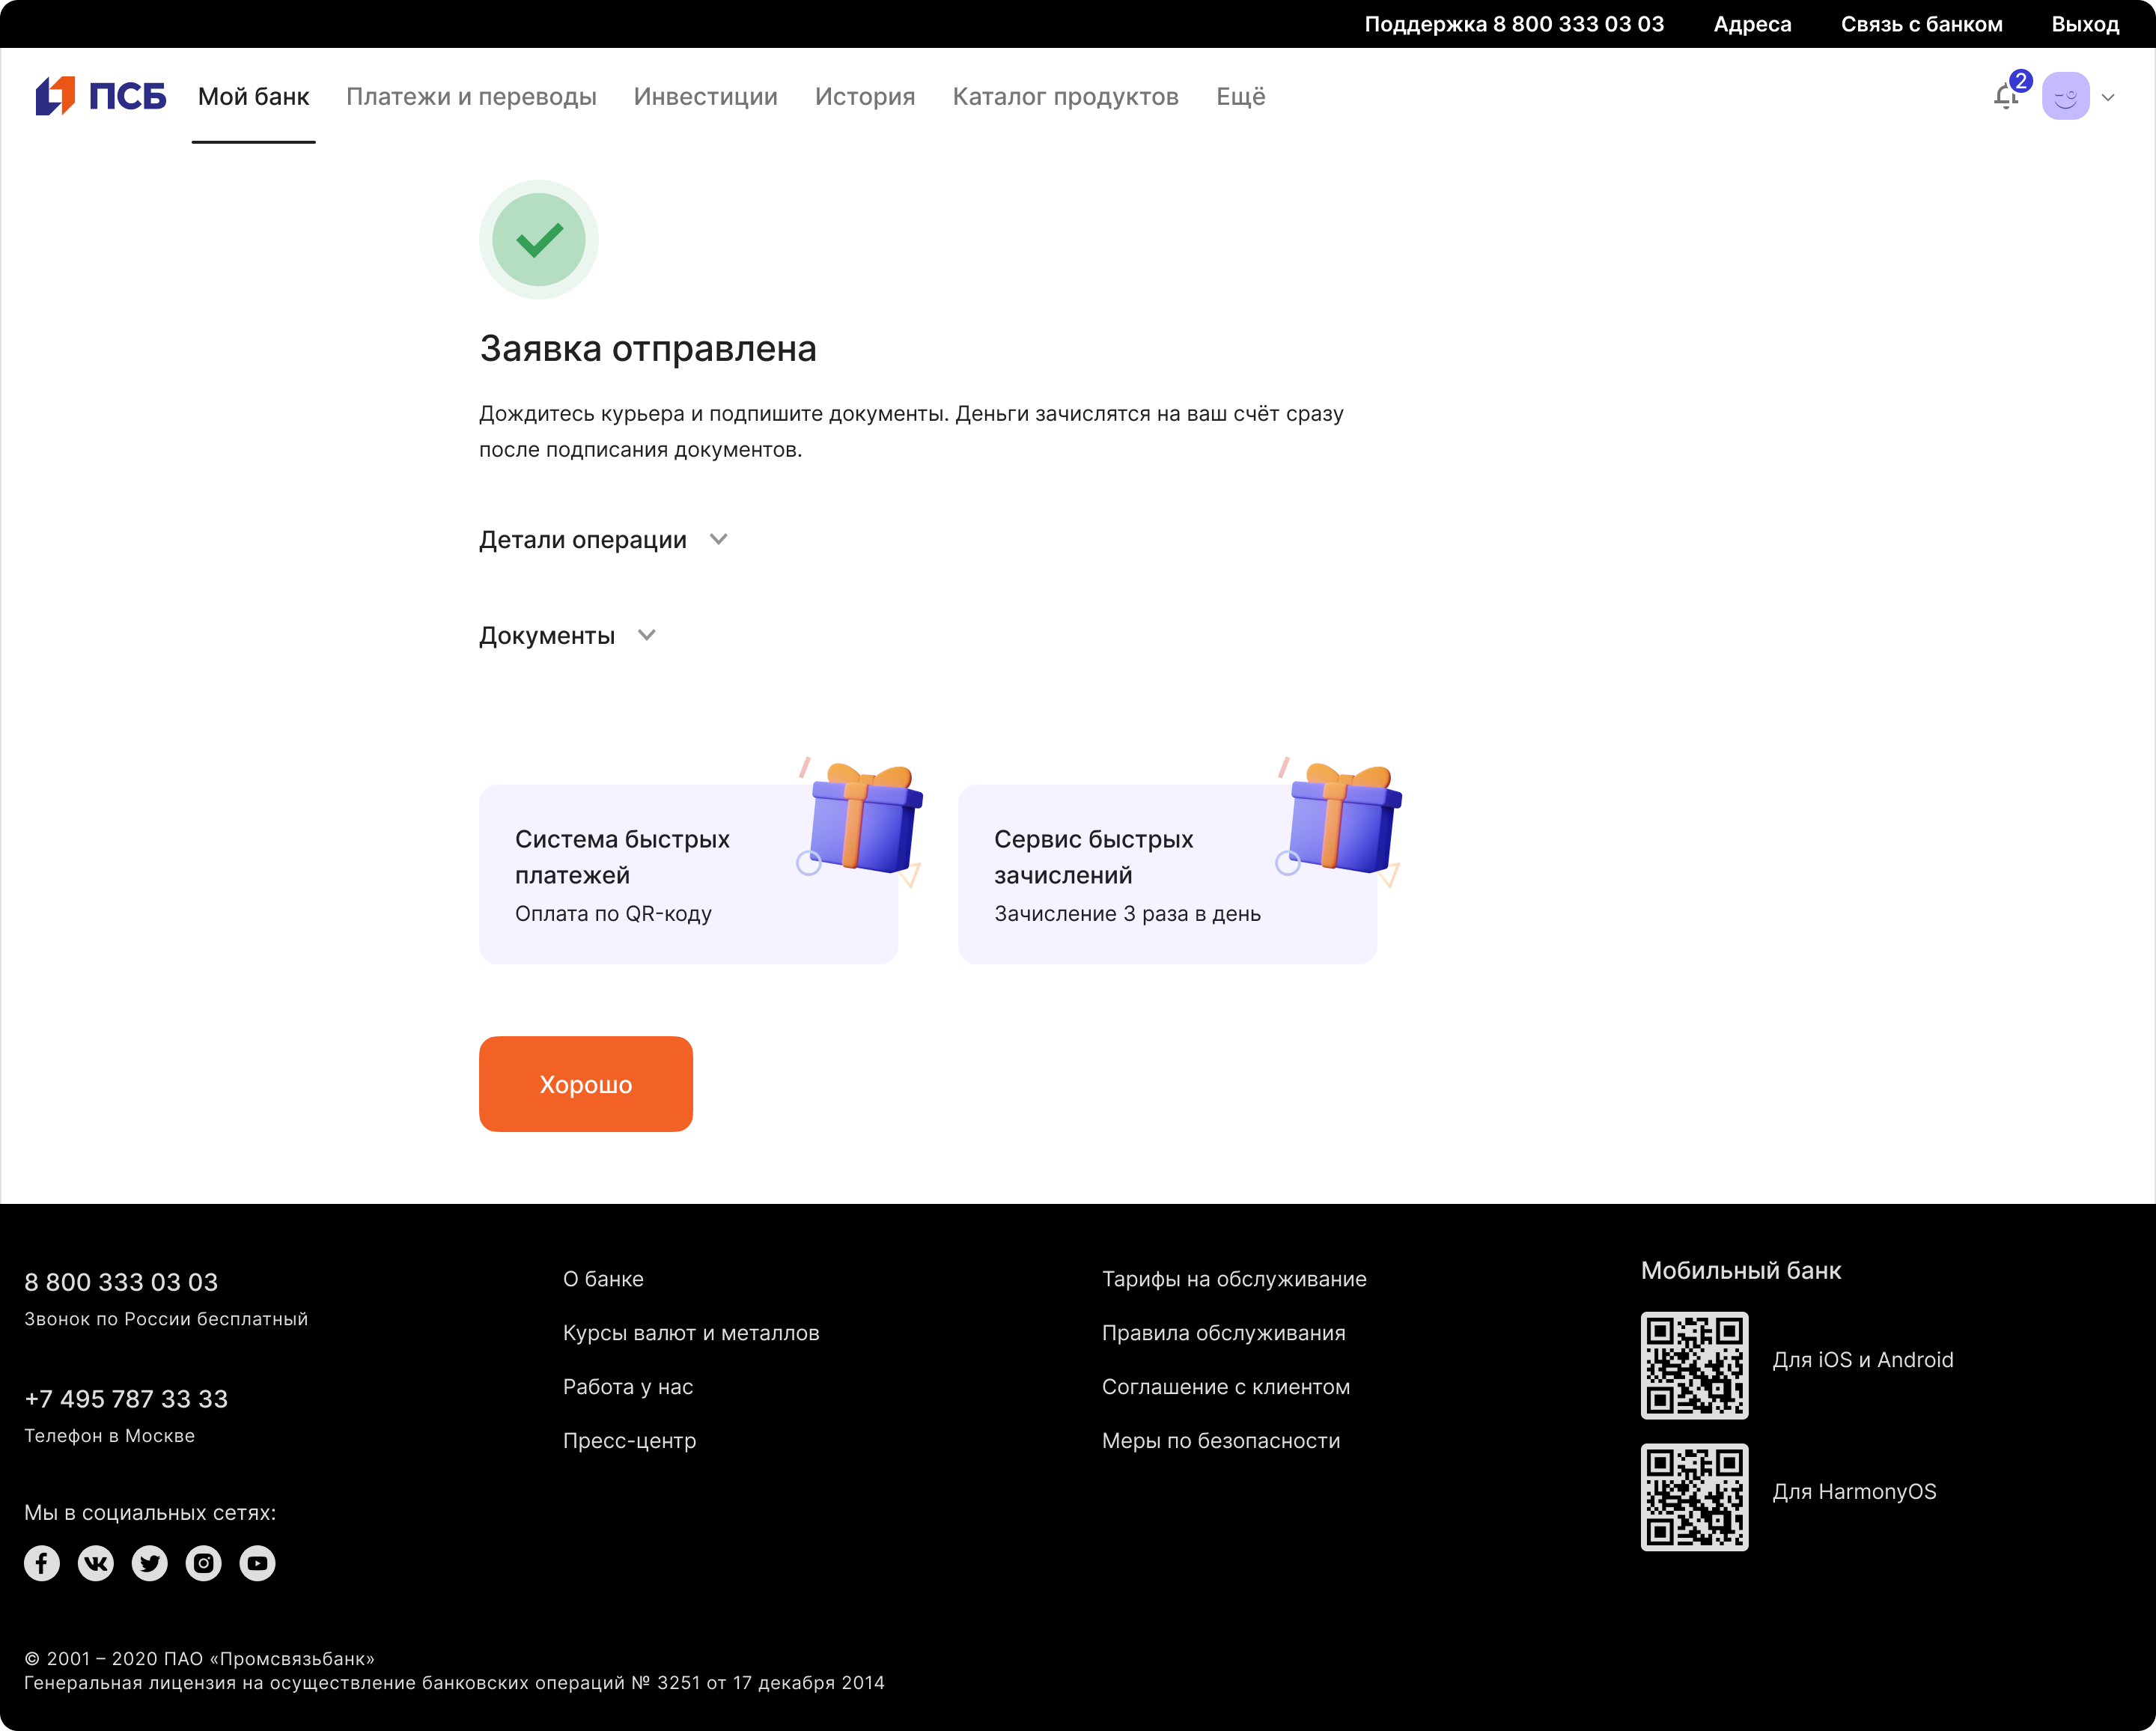 Поддержка 8 800 333 03 03 Адреса Связь с банком Выход
ПСБ Мой банк Платежи и переводы Инвестиции История Каталог продуктов Ещё 2
Заявка отправлена
Дождитесь курьера и подпишите документы. Деньги зачислятся на ваш счёт сразу
после подписания документов.
Детали операции
Документы
Система быстрых
платежей
Оплата по QR-коду
Сервис быстрых
зачислений
Зачисление 3 раза в день
Хорошо
8 800 333 03 03
Звонок по России бесплатный
+7 495 787 33 33
Телефон в Москве
Мы в социальных сетях:
О банке
Курсы валют и металлов
Работа у нас
Пресс-центр
Тарифы на обслуживание
Правила обслуживания
Соглашение с клиентом
Меры по безопасности
Мобильный банк
Для iOS и Android
Для HarmonyOS
© 2001 – 2020 ПАО «Промсвязьбанк»
Генеральная лицензия на осуществление банковских операций № 3251 от 17 декабря 2014